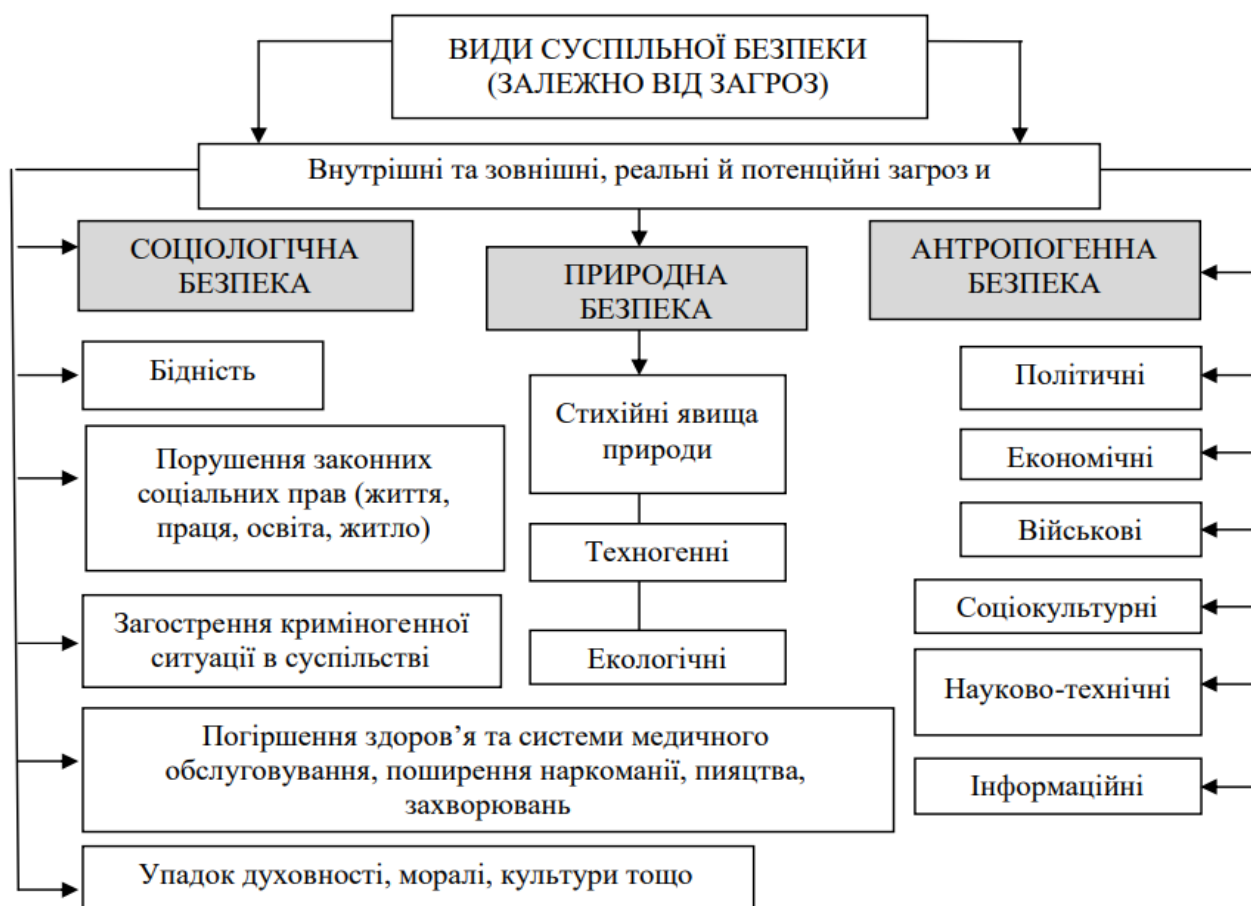 ВИДИ СУСПІЛЬНОЇ БЕЗПЕКИ
(ЗАЛЕЖНО ВІД ЗАГРОЗ)
Внутрішні та зовнішні, реальні й потенційні загроз и
СОЦІОЛОГІЧНА
БЕЗПЕКА
Бідність
Порушення законних
соціальних прав (життя,
праця, освіта, житло)
Загострення криміногенної
ситуації в суспільстві
Погіршення здоров’я та системи медичного
обслуговування, поширення наркоманії, пияцтва,
захворювань
Упадок духовності, моралі, культури тощо
ПРИРОДНА
БЕЗПЕКА
Стихійні явища
природи
Техногенні
Екологічні
АНТРОПОГЕННА
БЕЗПЕКА
Політичні
Економічні
Військові
Соціокультурні
Науково-технічні
Інформаційні